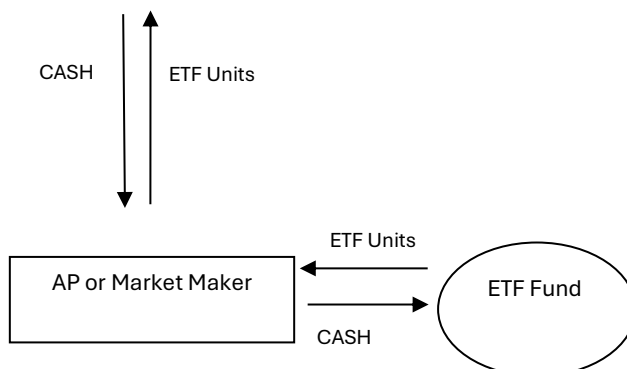 CASH
ETF Units
ETF Units
AP or Market Maker
ETF Fund
CASH